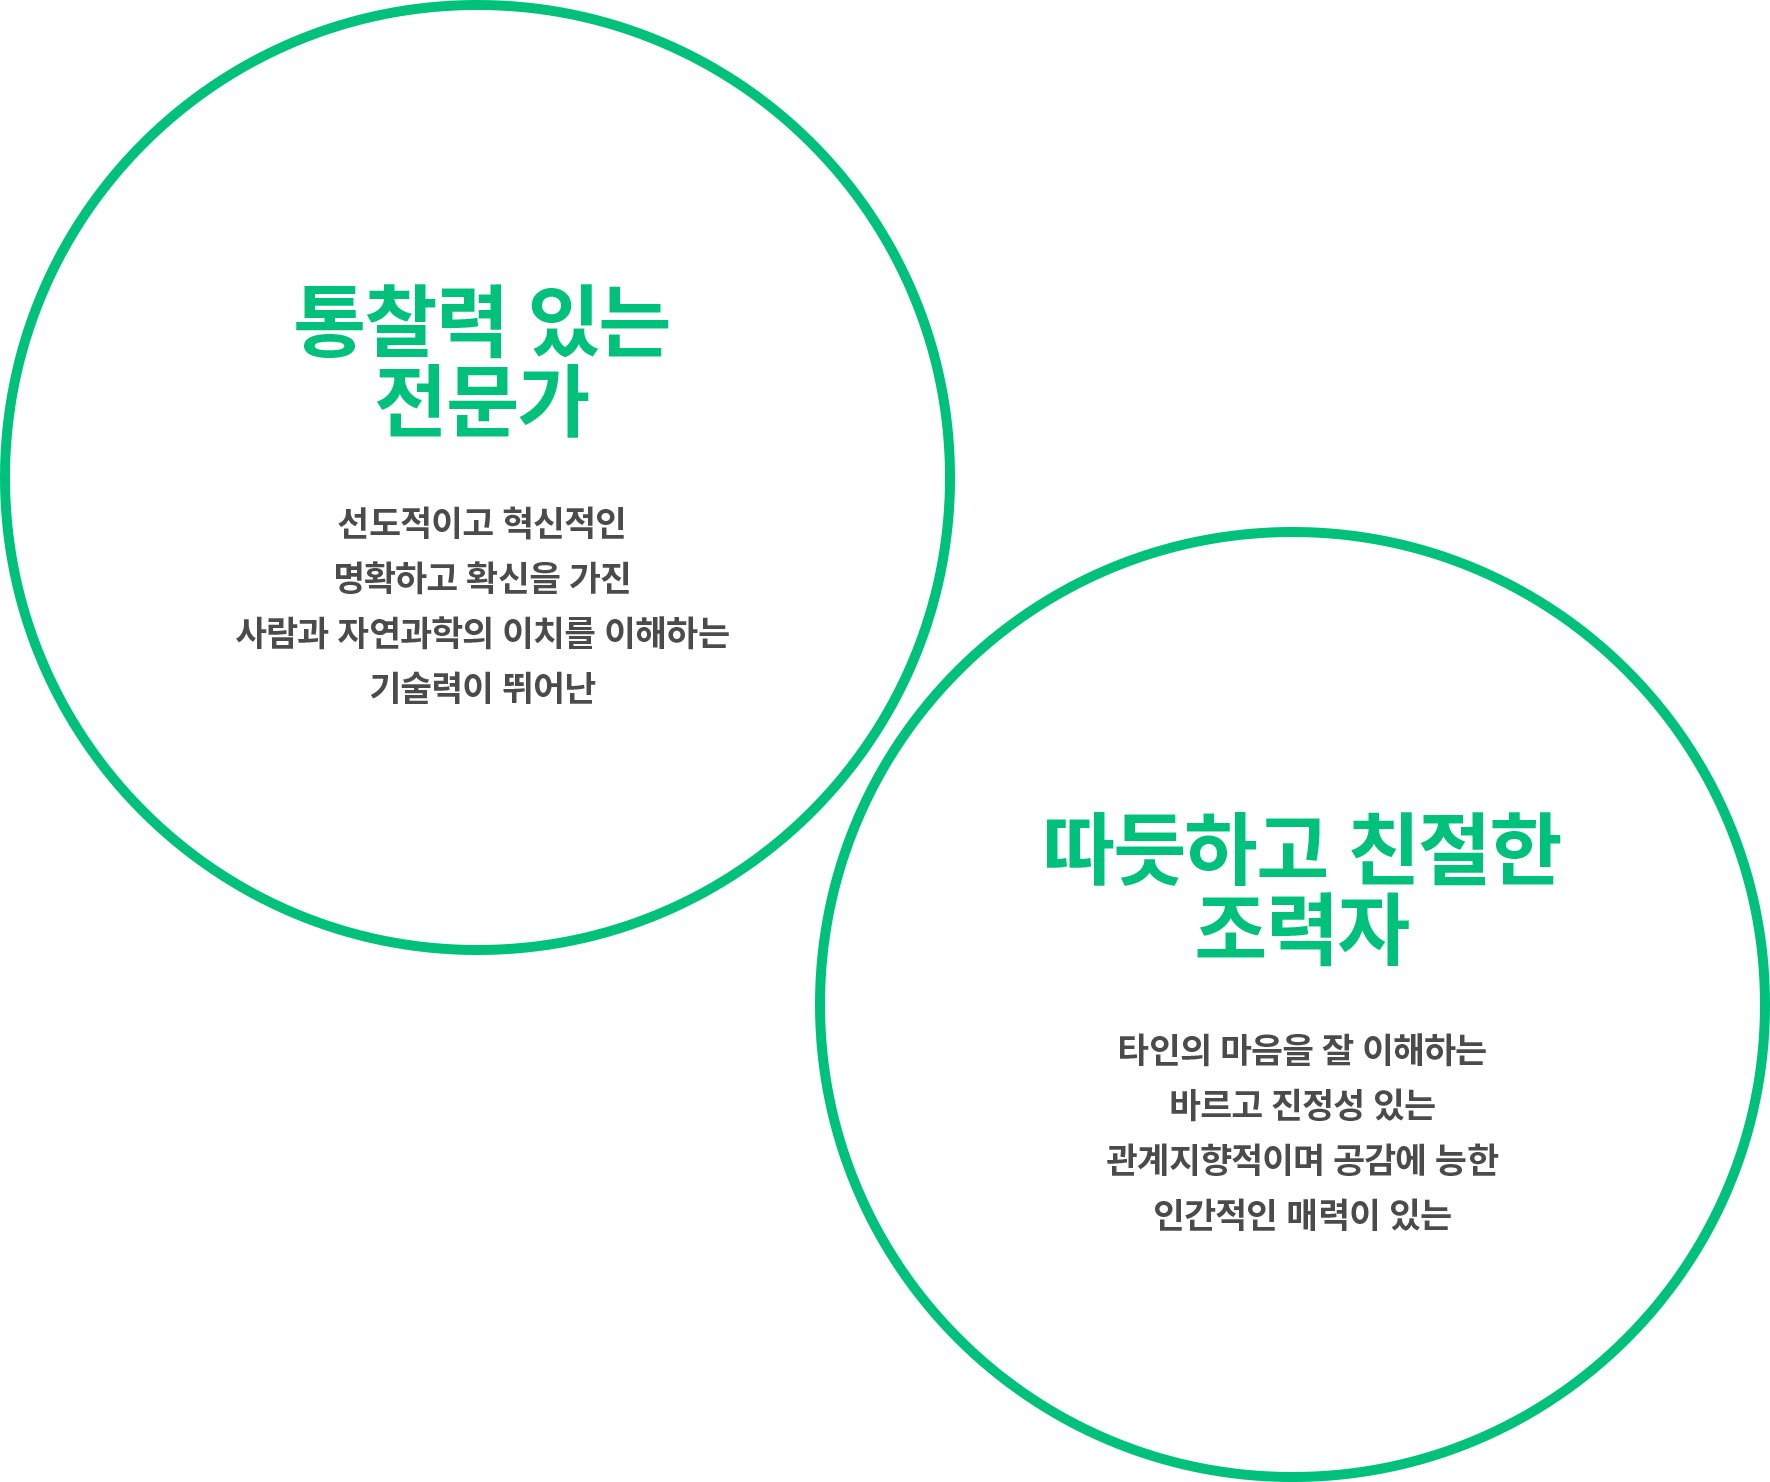 통찰력 있는
전문가
선도적이고 혁신적인
명확하고 확신을 가진
사람과 자연과학의 이치를 이해하는
기술력이 뛰어난
따듯하고 친절한
조력자
타인의 마음을 잘 이해하는
바르고 진정성 있는
관계지향적이며 공감에 능한
인간적인 매력이 있는